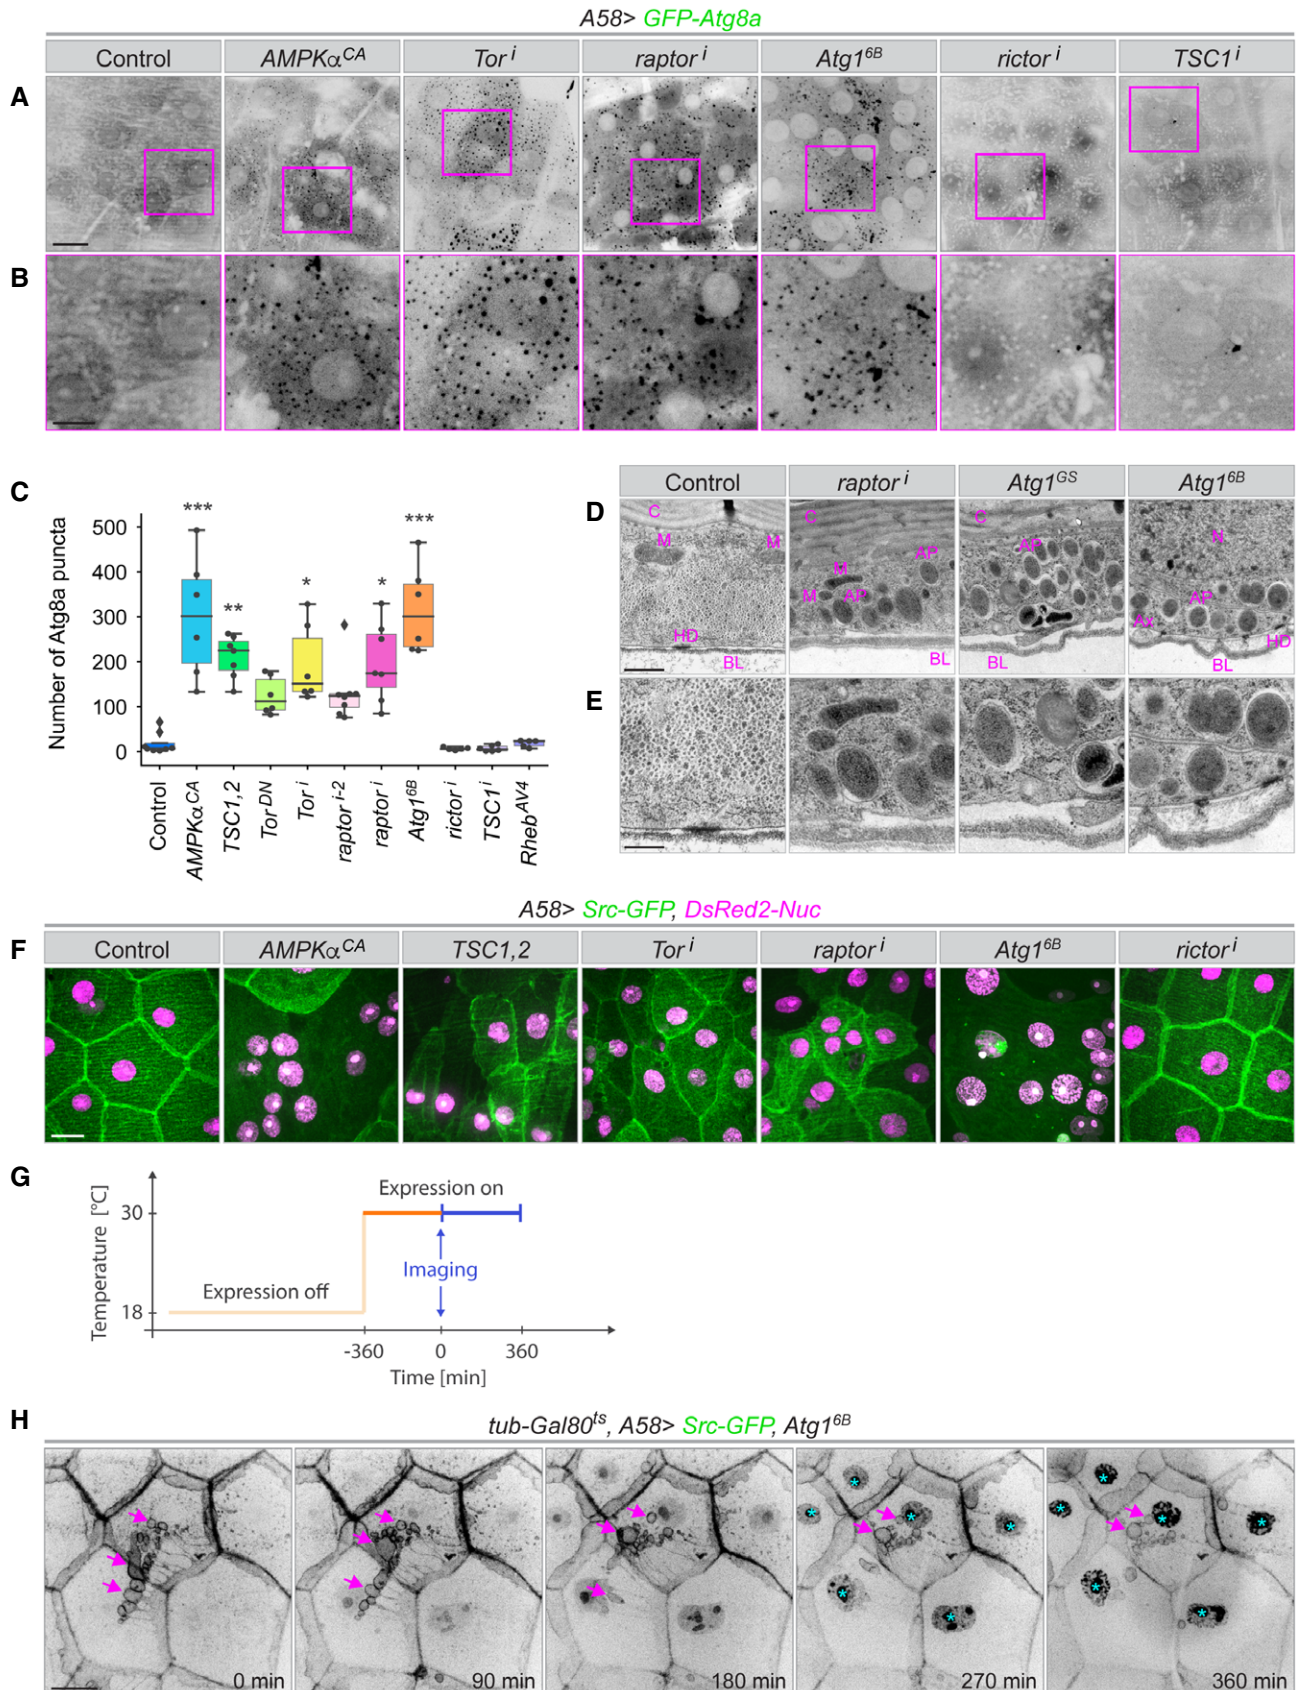 A58> GFP-Atg8a
Control AMPKα^CA Tor^i raptor^i Atg1^6B rictor^i TSC1^i
A
B
C
Number of Atg8a puncta
500
400
300
200
100
0
*** ** * * ***
Control AMPKα^CA TSC1,2 Tor^DN Tor^i raptor^i-2 raptor^i Atg1^6B rictor^i TSC1^i Rheb^AV4
Control raptor^i Atg1^GS Atg1^6B
D
C M M HD BL
C M AP M AP BL
C AP BL
N AP Ax HD BL
E
A58> Src-GFP, DsRed2-Nuc
Control AMPKα^CA TSC1,2 Tor^i raptor^i Atg1^6B rictor^i
F
G
Temperature [°C]
30
18
Expression on
Imaging
Expression off
-360 0 360
Time [min]
H
tub-Gal80^ts, A58> Src-GFP, Atg1^6B
* * * * *
* * * * * *
0 min 90 min 180 min 270 min 360 min